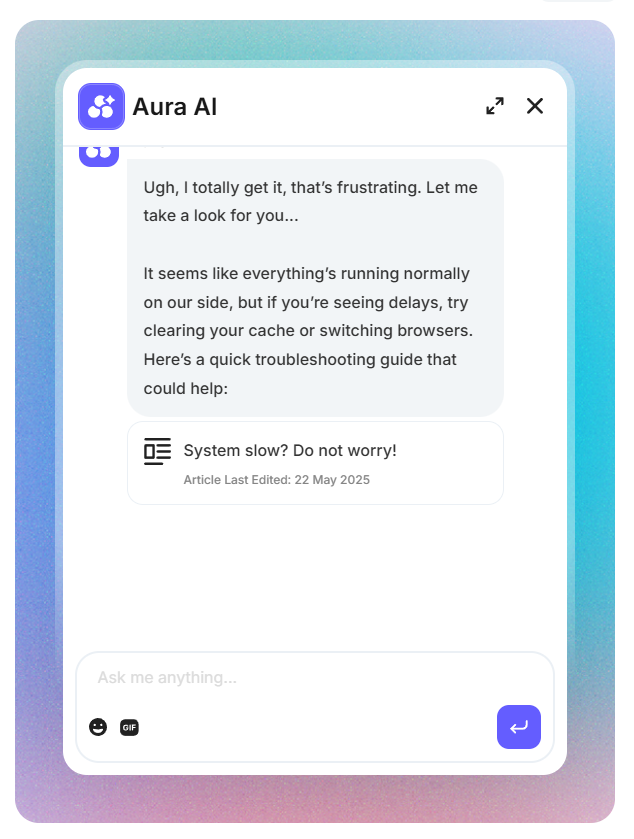 Aura AI
Ugh, I totally get it, that’s frustrating. Let me
take a look for you...
It seems like everything’s running normally
on our side, but if you’re seeing delays, try
clearing your cache or switching browsers.
Here’s a quick troubleshooting guide that
could help:
System slow? Do not worry!
Article Last Edited: 22 May 2025
Ask me anything...
GIF